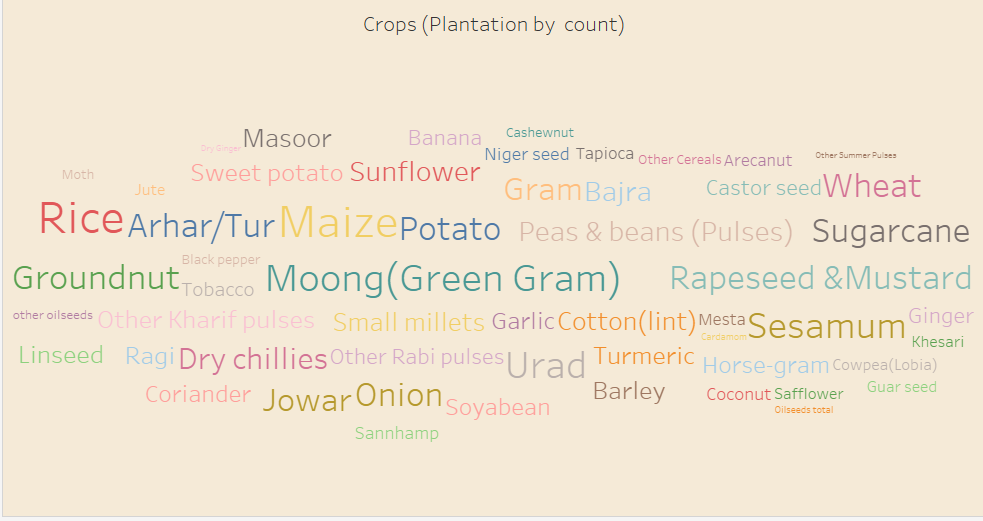 Crops (Plantation by  count)
Cashewnut
Masoor Banana
Dry Ginger Niger seed Tapioca Other Cereals Arecanut Other Summer Pulses
Moth Sweet potato Sunflower
Jute Gram Bajra Castor seed Wheat
Rice Arhar/Tur Maize Potato Peas & beans (Pulses) Sugarcane
Black pepper
Groundnut Tobacco Moong(Green Gram) Rapeseed &Mustard
other oilseeds Other Kharif pulses Small millets Garlic Cotton(lint) Mesta Cardamom Sesamum Ginger
Khesari
Linseed Ragi Dry chillies Other Rabi pulses Urad Turmeric Horse-gram Cowpea(Lobia)
Coriander Jowar Onion Soyabean Barley Coconut Safflower Guar seed
Oilseeds total
Sannhamp